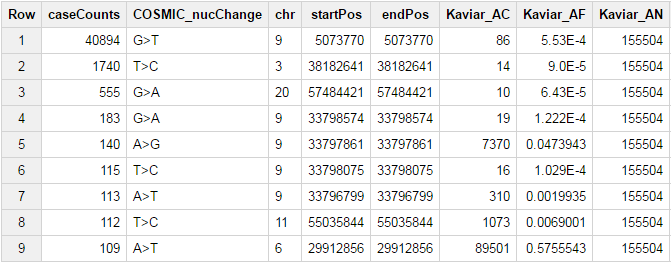 Row caseCounts COSMIC_nucChange chr startPos endPos Kaviar_AC Kaviar_AF Kaviar_AN
1 40894 G>T 9 5073770 5073770 86 5.53E-4 155504
2 1740 T>C 3 38182641 38182641 14 9.0E-5 155504
3 555 G>A 20 57484421 57484421 10 6.43E-5 155504
4 183 G>A 9 33798574 33798574 19 1.222E-4 155504
5 140 A>G 9 33797861 33797861 7370 0.0473943 155504
6 115 T>C 9 33798075 33798075 16 1.029E-4 155504
7 113 A>T 9 33796799 33796799 310 0.0019935 155504
8 112 T>C 11 55035844 55035844 1073 0.0069001 155504
9 109 A>T 6 29912856 29912856 89501 0.5755543 155504